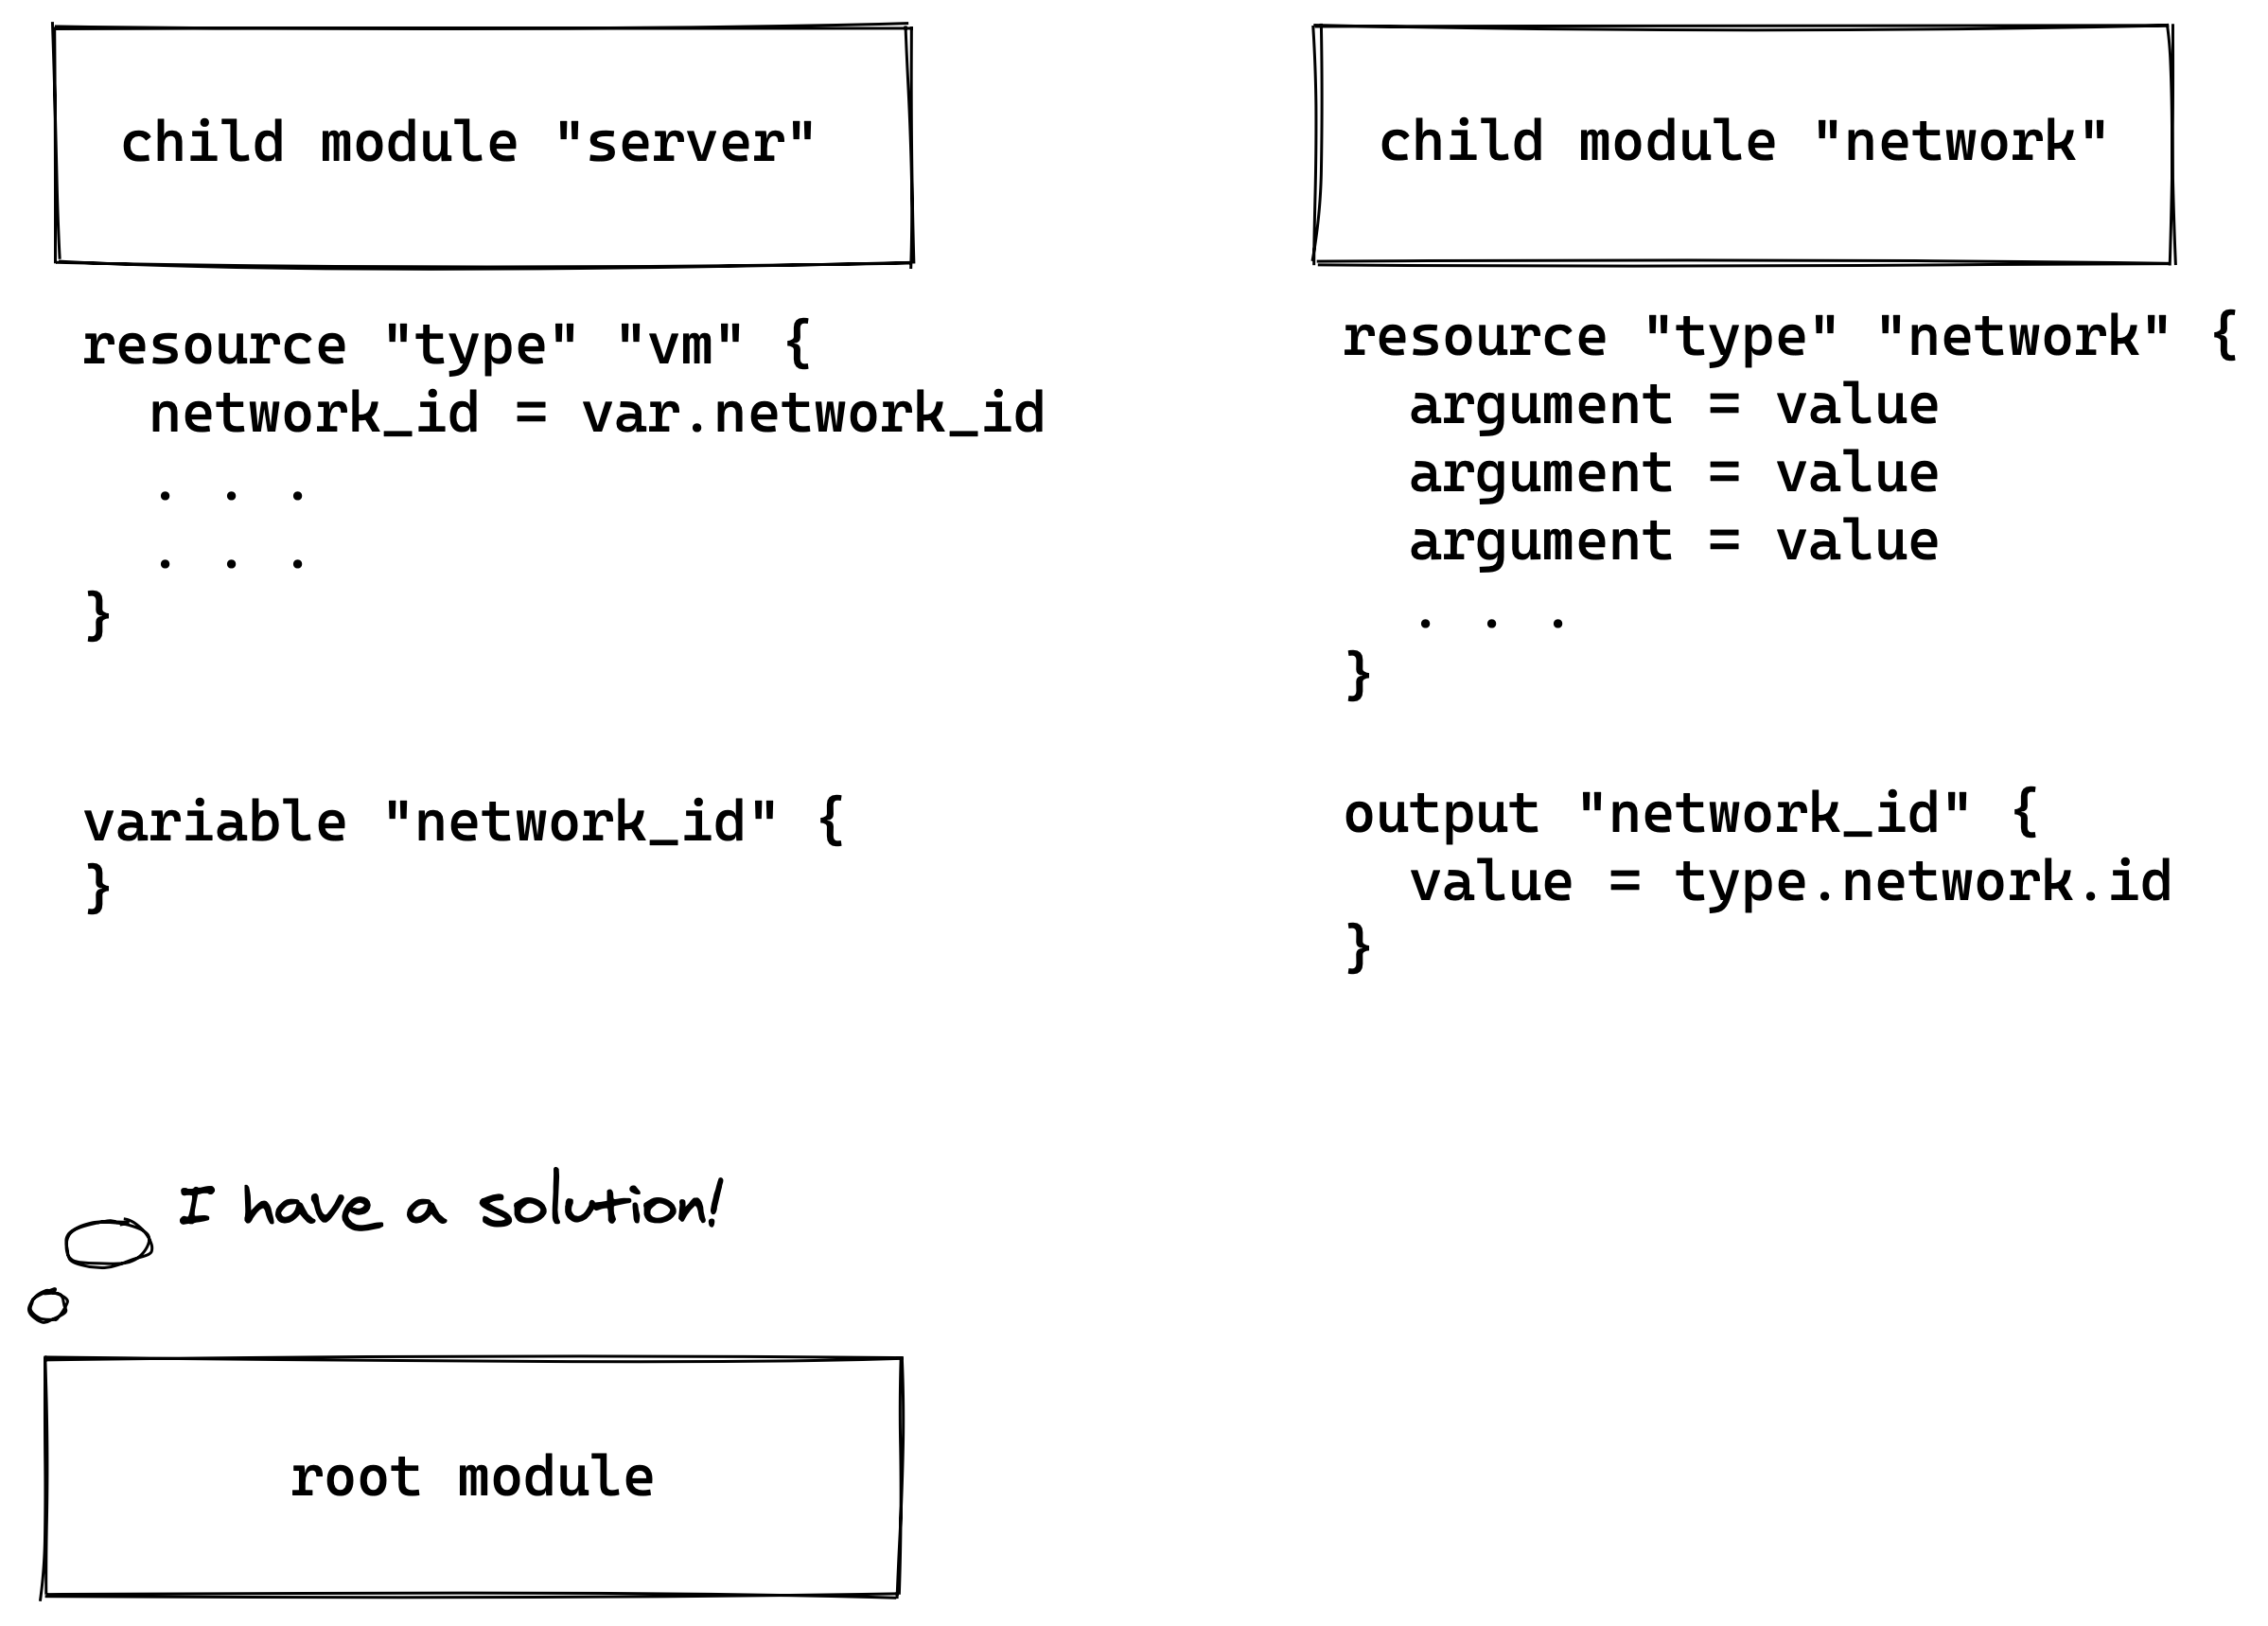 child module "server"
resource "type" "vm" {
  network_id = var.network_id
  . . .
  . . .
}
variable "network_id" {
}
child module "network"
resource "type" "network" {
  argument = value
  argument = value
  argument = value
  . . .
}
output "network_id" {
  value = type.network.id
}
I have a solution!
root module